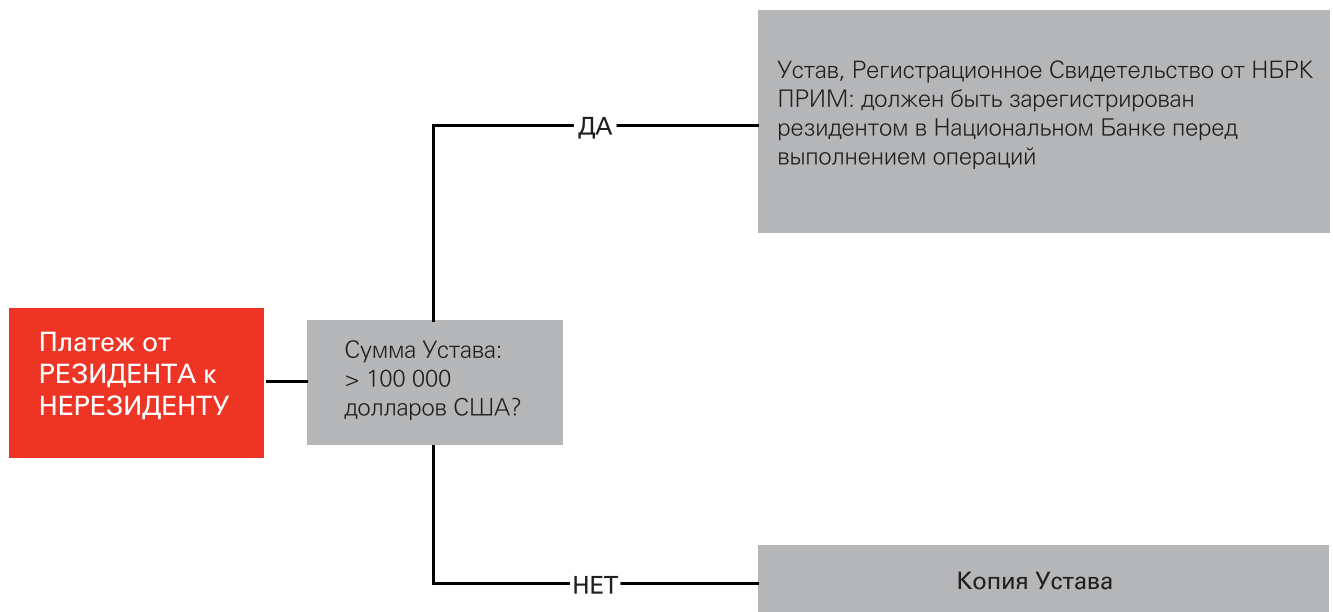 Устав, Регистрационное Свидетельство от НБРК
ПРИМ: должен быть зарегистрирован
резидентом в Национальном Банке перед
выполнением операций
ДА
Платеж от
РЕЗИДЕНТА к
НЕРЕЗИДЕНТУ
Сумма Устава:
> 100 000
долларов США?
НЕТ
Копия Устава